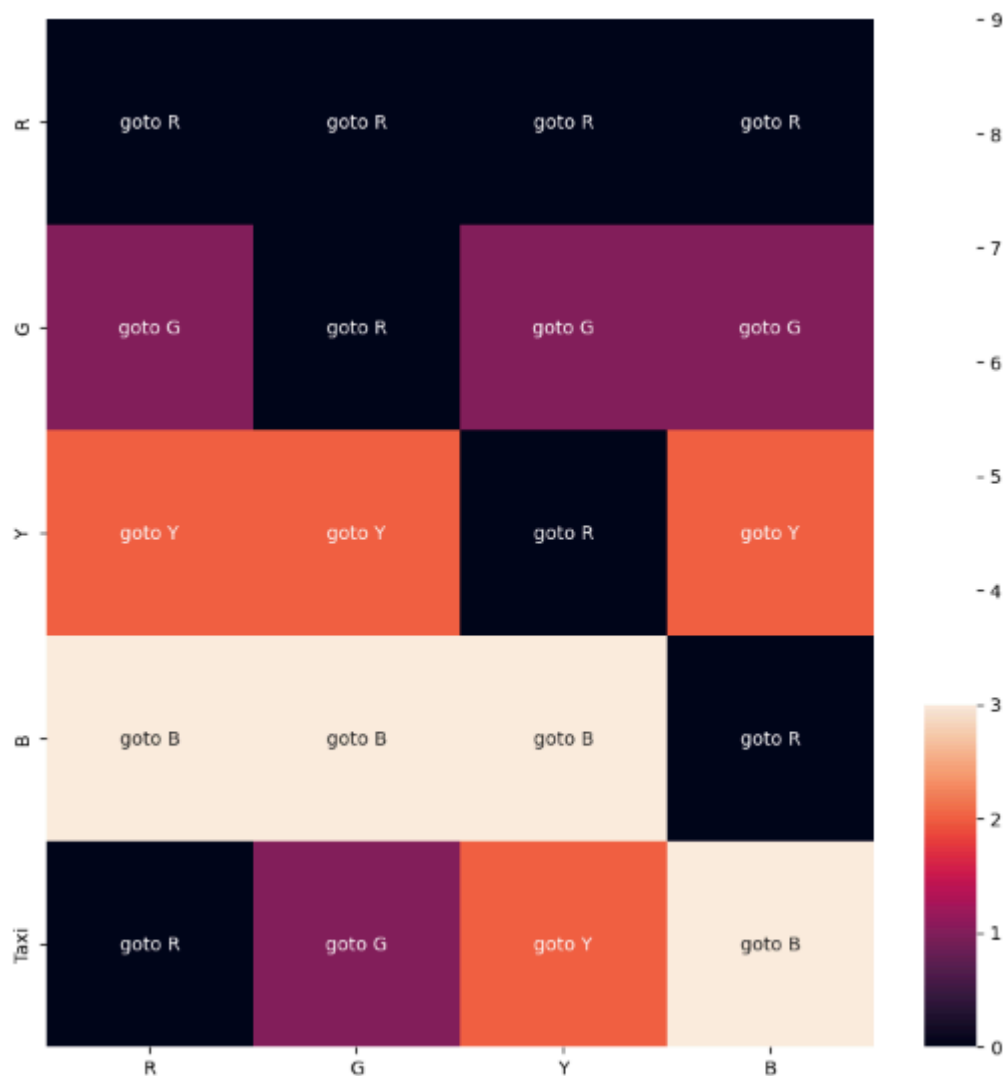 - 9
R goto R goto R goto R goto R
- 8
- 7
G goto G goto R goto G goto G
- 6
- 5
Y goto Y goto Y goto R goto Y
- 4
- 3
B goto B goto B goto B goto R
- 2
Taxi goto R goto G goto Y goto B
- 1
- 0
R G Y B